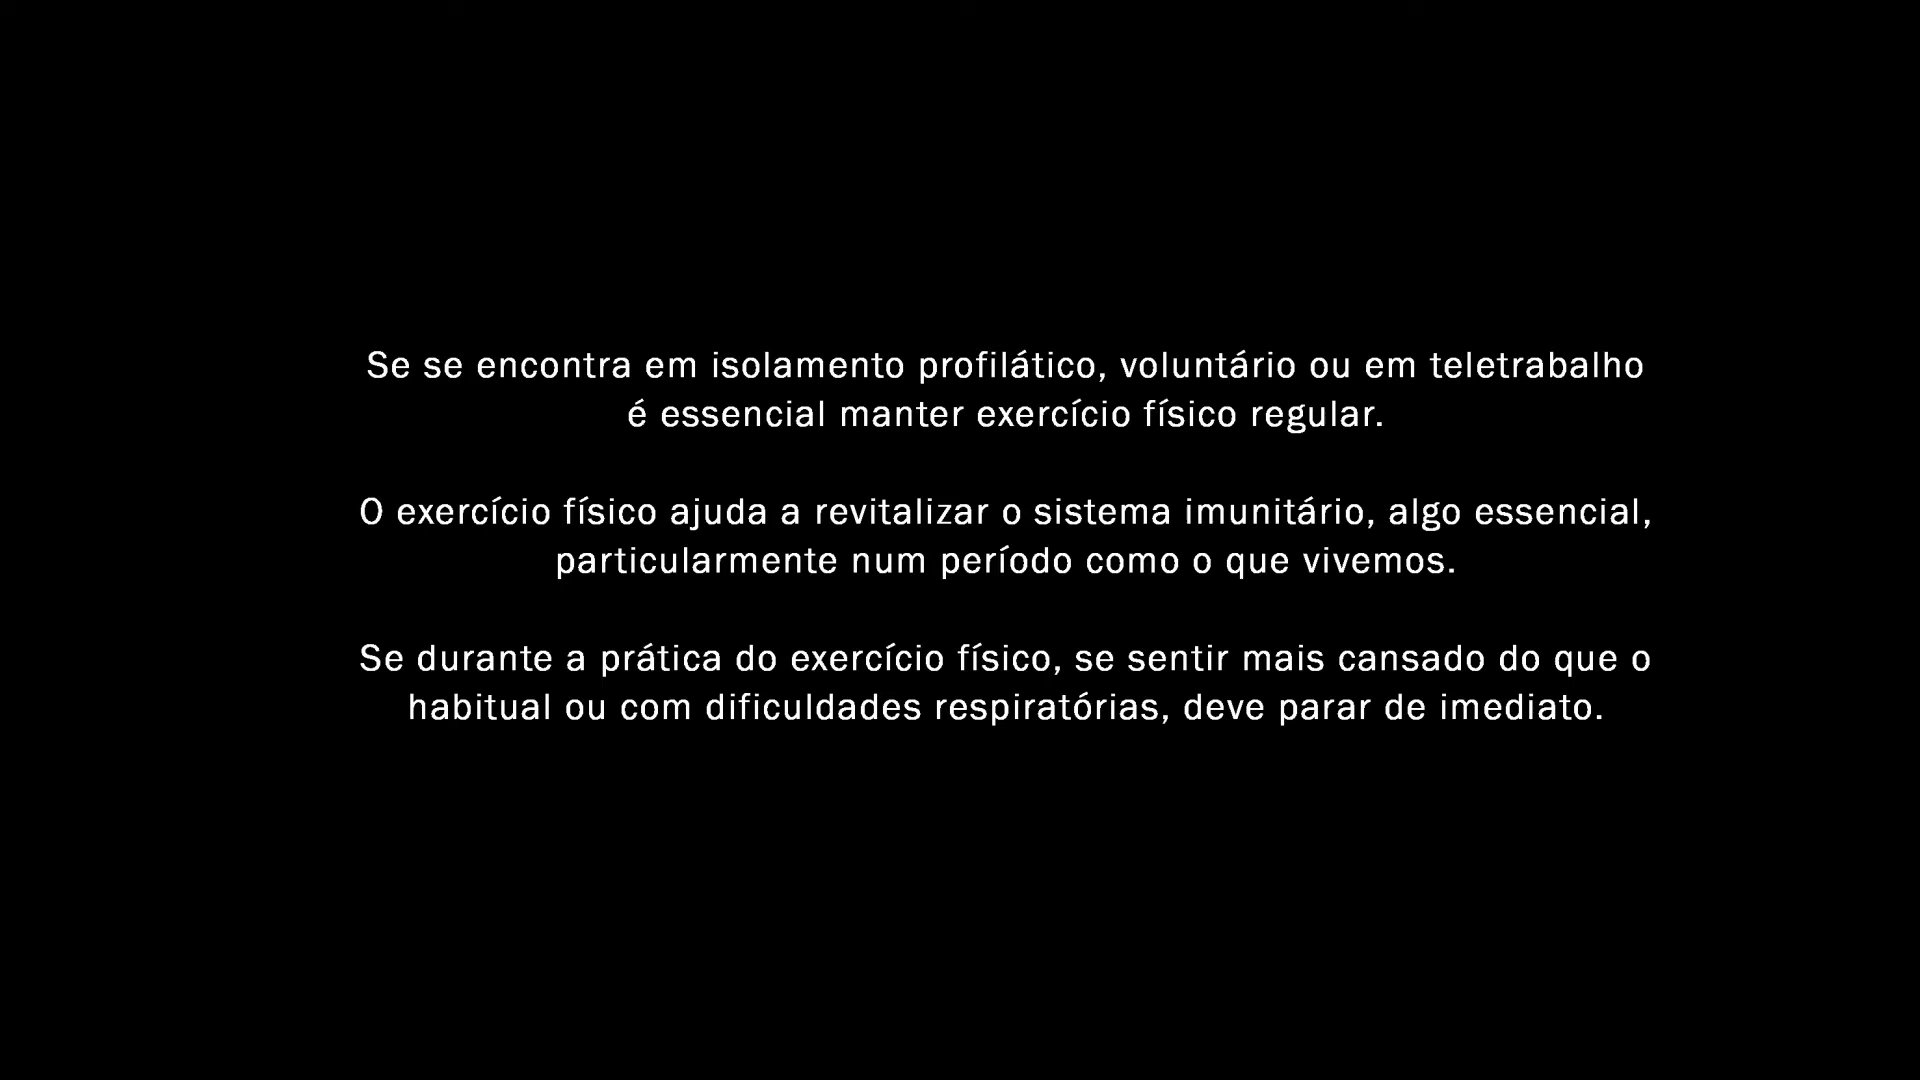 Se se encontra em isolamento profilático, voluntário ou em teletrabalho
é essencial manter exercício físico regular.
O exercício físico ajuda a revitalizar o sistema imunitário, algo essencial,
particularmente num período como o que vivemos.
Se durante a prática do exercício físico, se sentir mais cansado do que o
habitual ou com dificuldades respiratórias, deve parar de imediato.